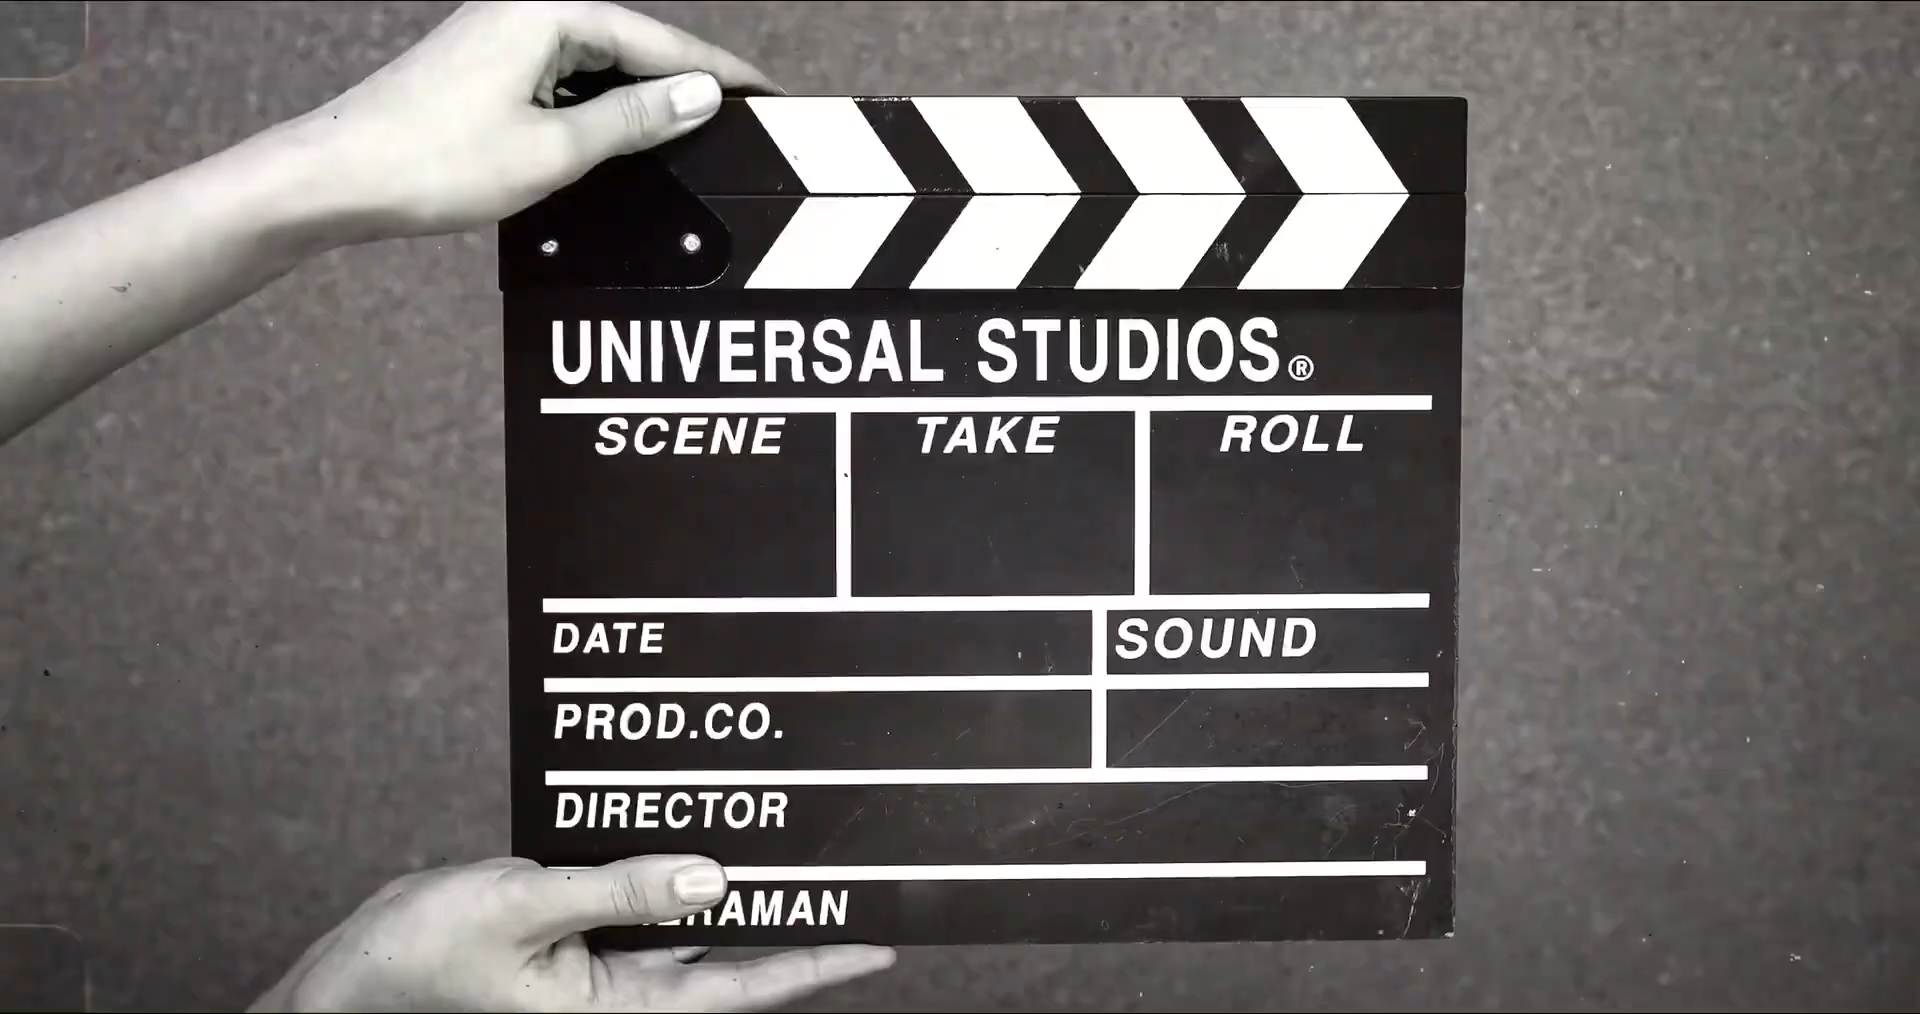 UNIVERSAL STUDIOS®
SCENE TAKE ROLL
DATE SOUND
PROD.CO.
DIRECTOR